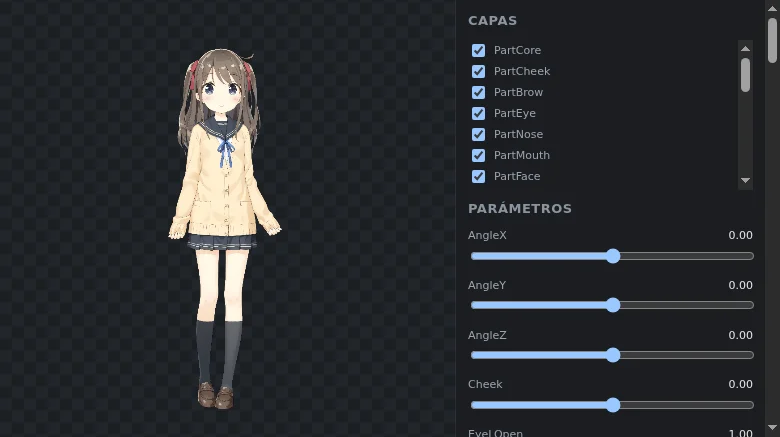 CAPAS
PartCore
PartCheek
PartBrow
PartEye
PartNose
PartMouth
PartFace
PARÁMETROS
AngleX 0.00
AngleY 0.00
AngleZ 0.00
Cheek 0.00
EyeLOpen 1.00